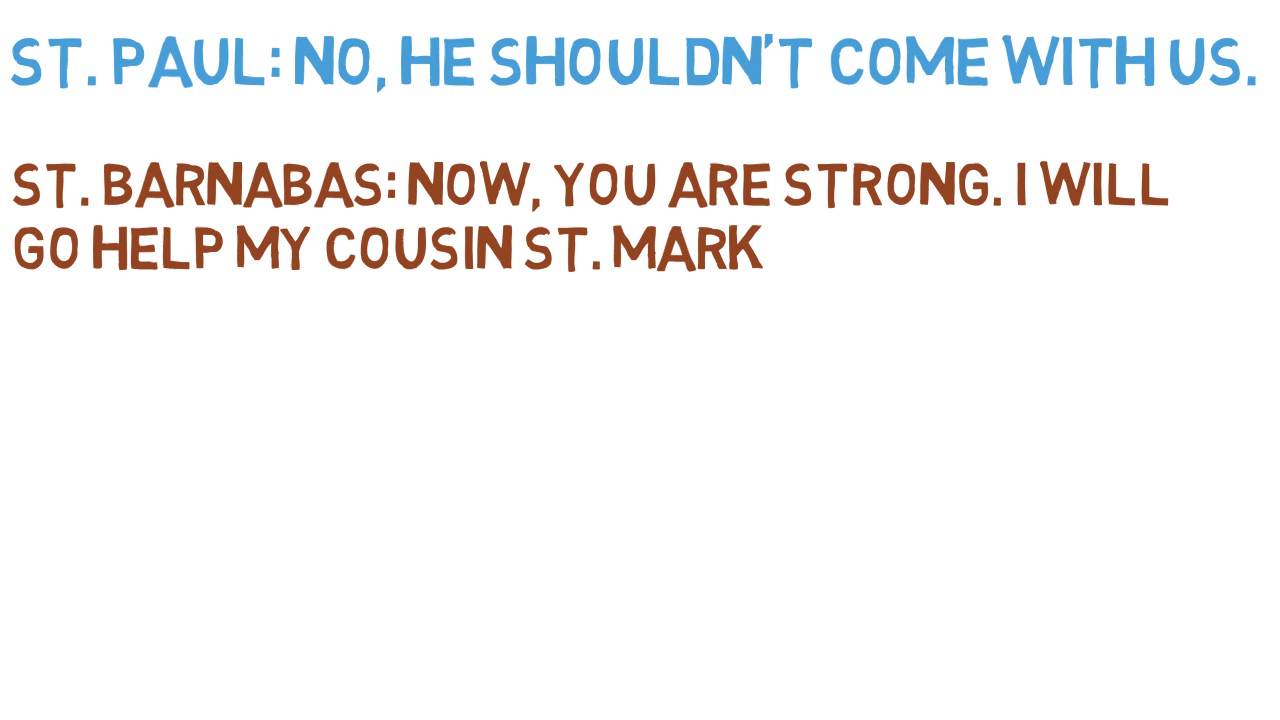 ST. PAUL: NO, HE SHOULDN'T COME WITH US.
ST. BARNABAS: NOW, YOU ARE STRONG. I WILL
GO HELP MY COUSIN ST. MARK